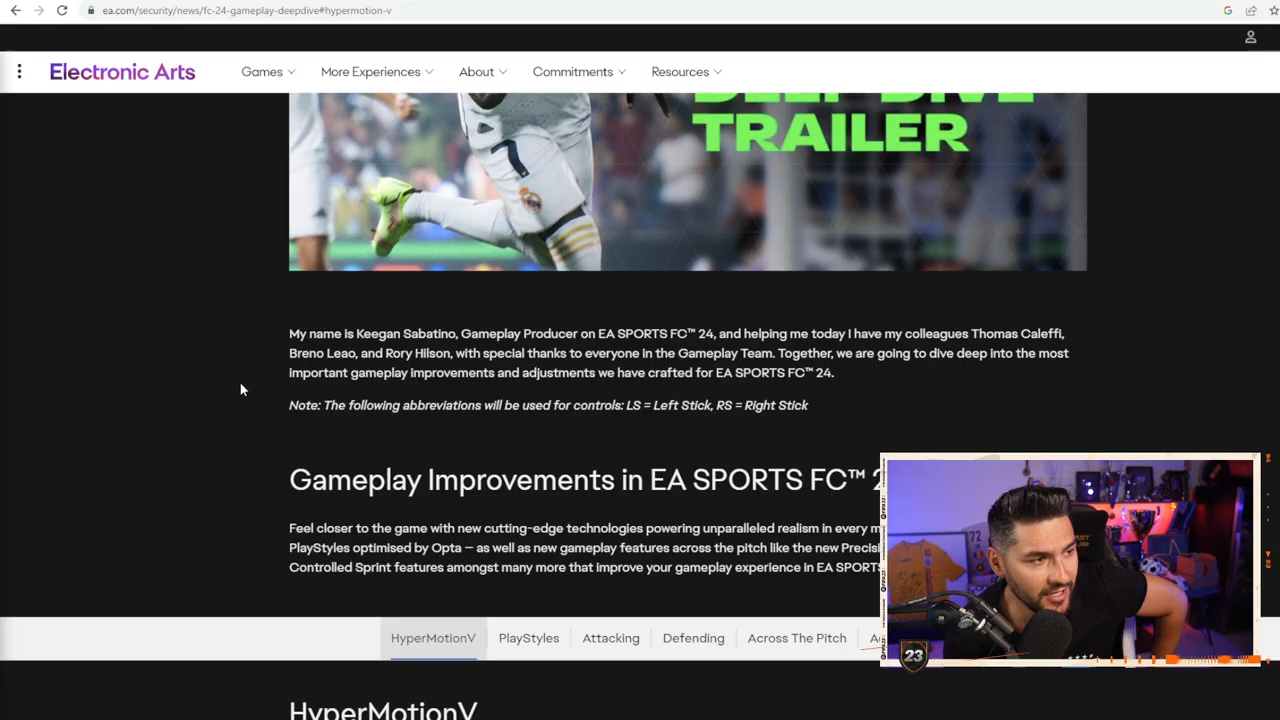 ea.com/security/news/fc-24-gameplay-deepdive#hypermotion-v
Electronic Arts
Games
More Experiences
About
Commitments
Resources
DEEP DIVE
TRAILER
7
My name is Keegan Sabatino, Gameplay Producer on EA SPORTS FC™ 24, and helping me today I have my colleagues Thomas Caleffi,
Breno Leao, and Rory Hilson, with special thanks to everyone in the Gameplay Team. Together, we are going to dive deep into the most
important gameplay improvements and adjustments we have crafted for EA SPORTS FC™ 24.
Note: The following abbreviations will be used for controls: LS = Left Stick, RS = Right Stick
Gameplay Improvements in EA SPORTS FC™ 2
Feel closer to the game with new cutting-edge technologies powering unparalleled realism in every m
PlayStyles optimised by Opta – as well as new gameplay features across the pitch like the new Precisi
Controlled Sprint features amongst many more that improve your gameplay experience in EA SPORTS
HyperMotionV
PlayStyles
Attacking
Defending
Across The Pitch
HyperMotionV
72
23